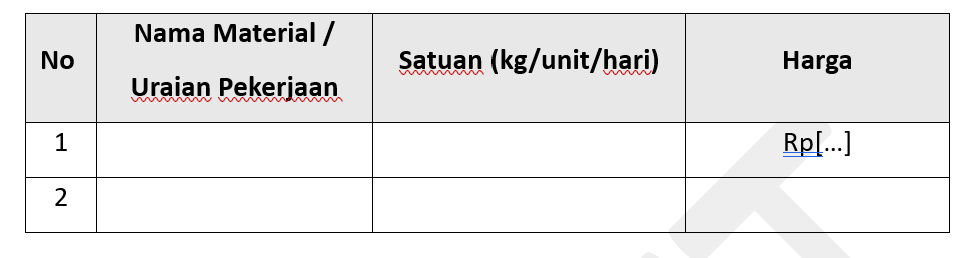 No
Nama Material /
Uraian Pekerjaan
Satuan (kg/unit/hari)
Harga
1
Rp[...]
2